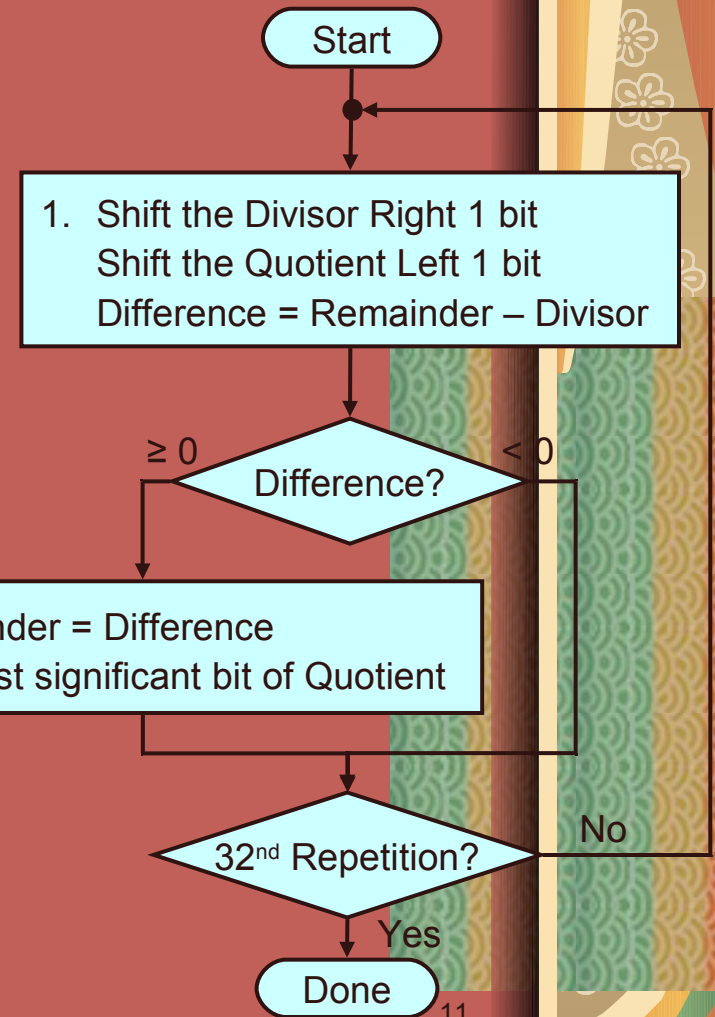 Start
1. Shift the Divisor Right 1 bit
Shift the Quotient Left 1 bit
Difference = Remainder – Divisor
≥ 0
< 0
Difference?
nder = Difference
st significant bit of Quotient
32nd Repetition?
No
Yes
Done
11